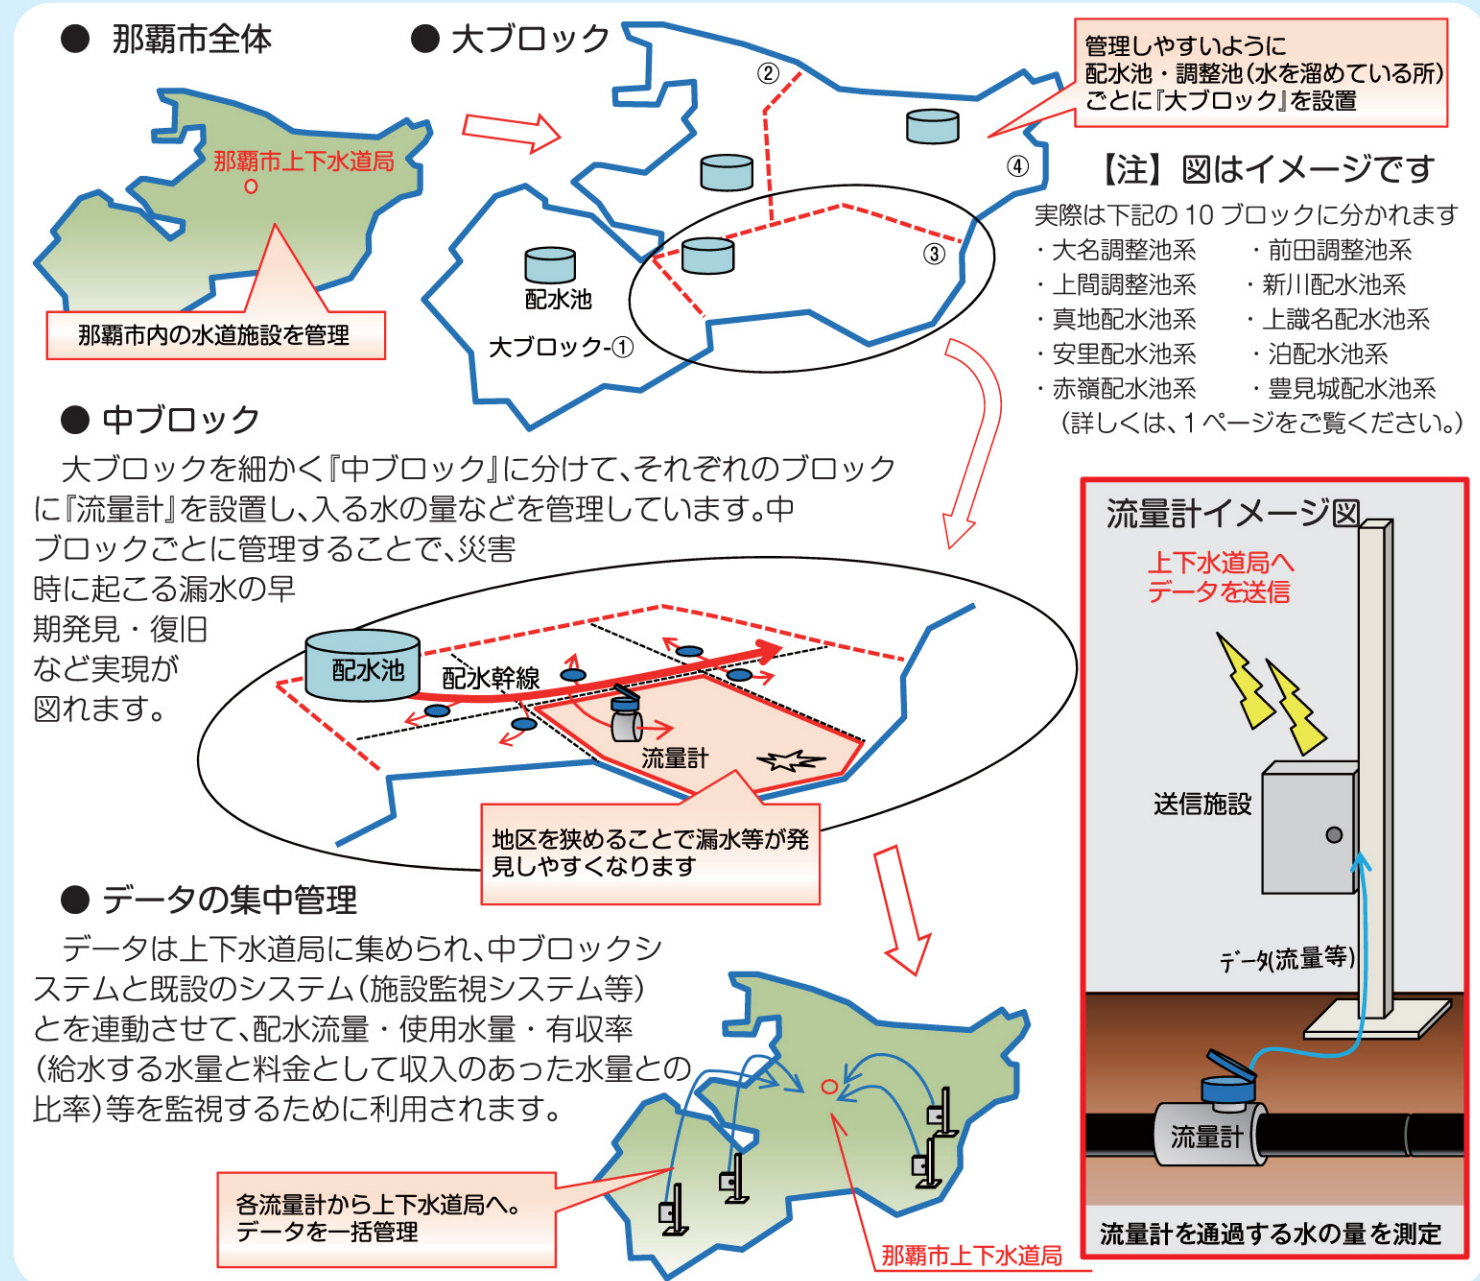 ● 那覇市全体
那覇市上下水道局
那覇市内の水道施設を管理
● 大ブロック
②
④
③
配水池
大ブロック-①
管理しやすいように
配水池・調整池(水を溜めている所)
ごとに『大ブロック』を設置
【注】図はイメージです
実際は下記の 10 ブロックに分かれます
・大名調整池系 ・前田調整池系
・上間調整池系 ・新川配水池系
・真地配水池系 ・上識名配水池系
・安里配水池系 ・泊配水池系
・赤嶺配水池系 ・豊見城配水池系
(詳しくは、1 ページをご覧ください。)
● 中ブロック
大ブロックを細かく『中ブロック』に分けて、それぞれのブロック
に『流量計』を設置し、入る水の量などを管理しています。中
ブロックごとに管理することで、災害
時に起こる漏水の早
期発見・復旧
など実現が
図れます。
配水池
配水幹線
流量計
地区を狭めることで漏水等が発
見しやすくなります
● データの集中管理
データは上下水道局に集められ、中ブロックシ
ステムと既設のシステム(施設監視システム等)
とを連動させて、配水流量・使用水量・有収率
(給水する水量と料金として収入のあった水量との
比率)等を監視するために利用されます。
各流量計から上下水道局へ。
データを一括管理
那覇市上下水道局
流量計イメージ図
上下水道局へ
データを送信
送信施設
データ(流量等)
流量計
流量計を通過する水の量を測定